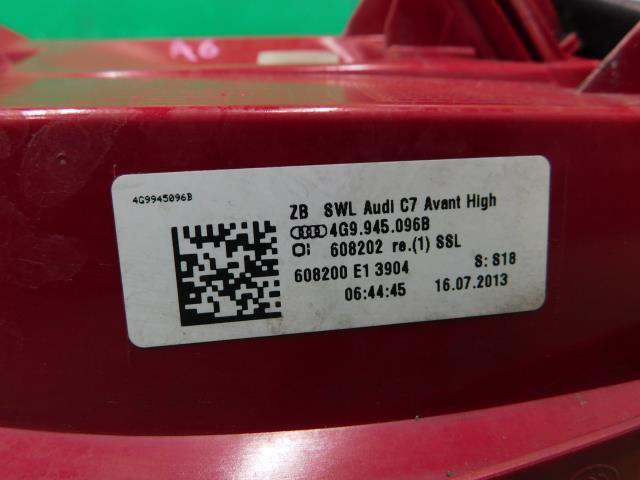 A6
4G9945096B
ZB SWL Audi C7 Avant High
4G9.945.096B
608202 re.(1) SSL
608200 E1 3904 S: S18
06:44:45 16.07.2013